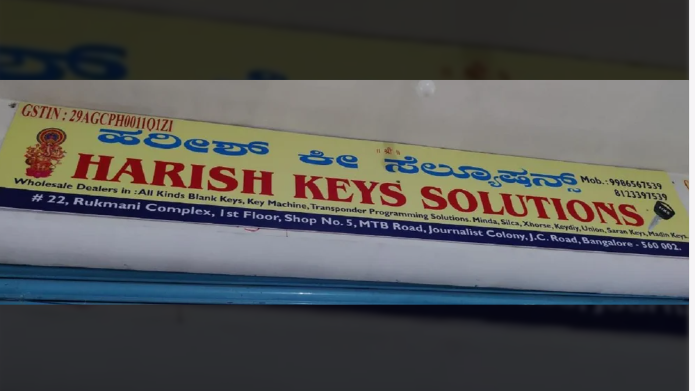 GSTIN : 29AGCPH0011Q1Z1
ಹರೀಶ್ ಕೀ ಸೆಲ್ಯೂಷನ್ಸ್
Mob.: 9986567539
8133397539
HARISH KEYS SOLUTIONS
Wholesale Dealers in : All Kinds Blank Keys, Key Machine, Transponder Programming Solutions. Minda, Silca, Xhorse, Keydiy, Union, Saran Keys, Madin Keys.
# 22, Rukmani Complex, 1st Floor, Shop No. 5, MTB Road, Journalist Colony, J.C. Road, Bangalore - 560 002.